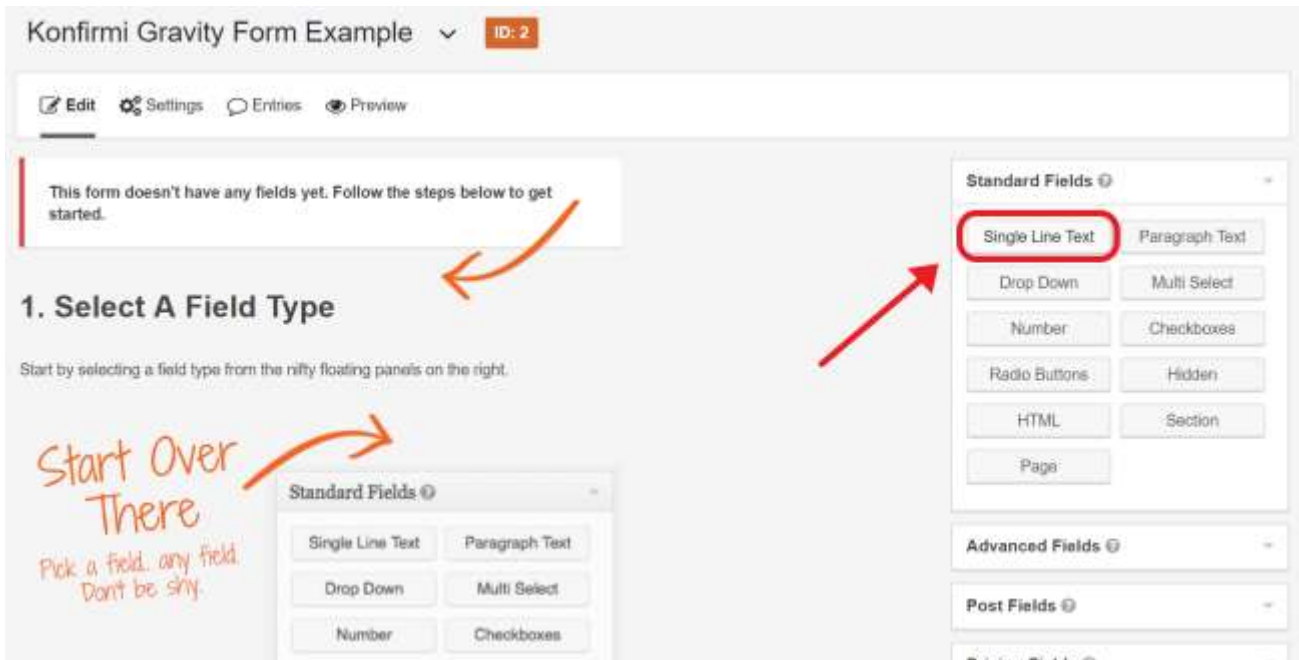 Konfirmi Gravity Form Example ID: 2
Edit Settings Entries Preview
This form doesn't have any fields yet. Follow the steps below to get
started.
1. Select A Field Type
Start by selecting a field type from the nifty floating panels on the right.
Start Over
There
Pick a field, any field.
Don't be shy.
Standard Fields
Single Line Text Paragraph Text
Drop Down Multi Select
Number Checkboxes
Standard Fields
Single Line Text Paragraph Text
Drop Down Multi Select
Number Checkboxes
Radio Buttons Hidden
HTML Section
Page
Advanced Fields
Post Fields